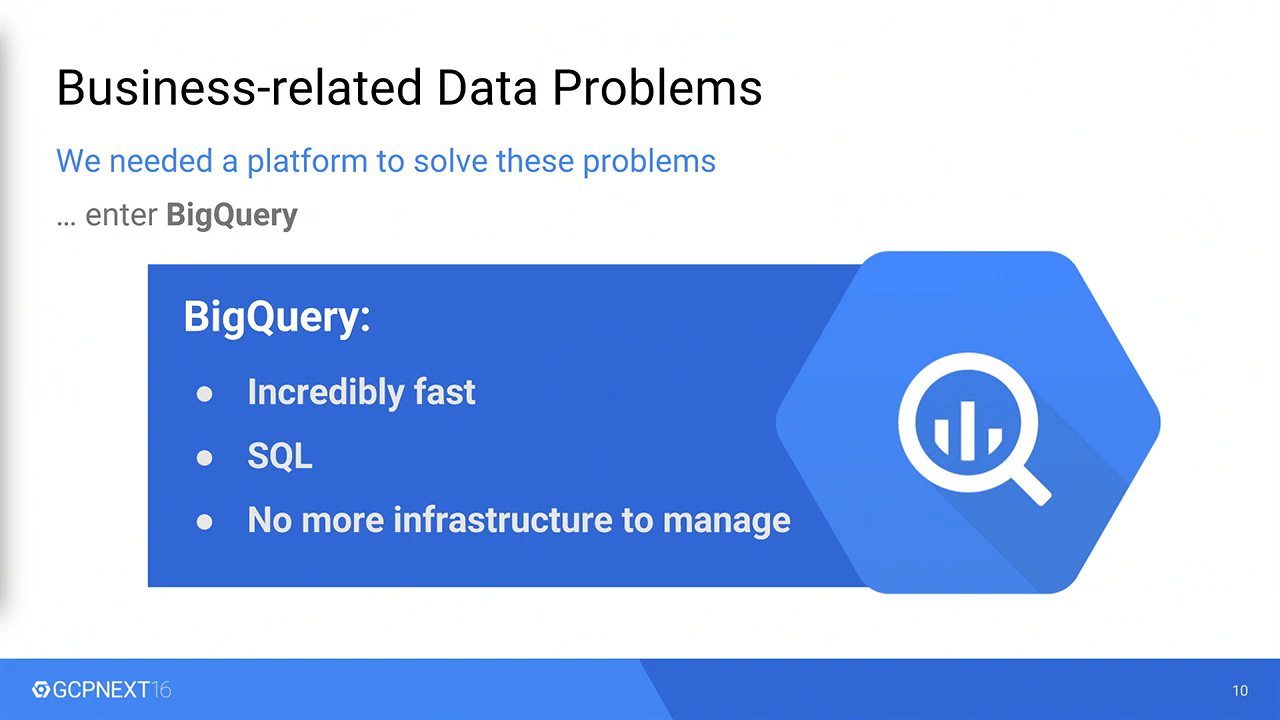 Business-related Data Problems
We needed a platform to solve these problems
… enter BigQuery
BigQuery:
● Incredibly fast
● SQL
● No more infrastructure to manage
GCPNEXT16
10